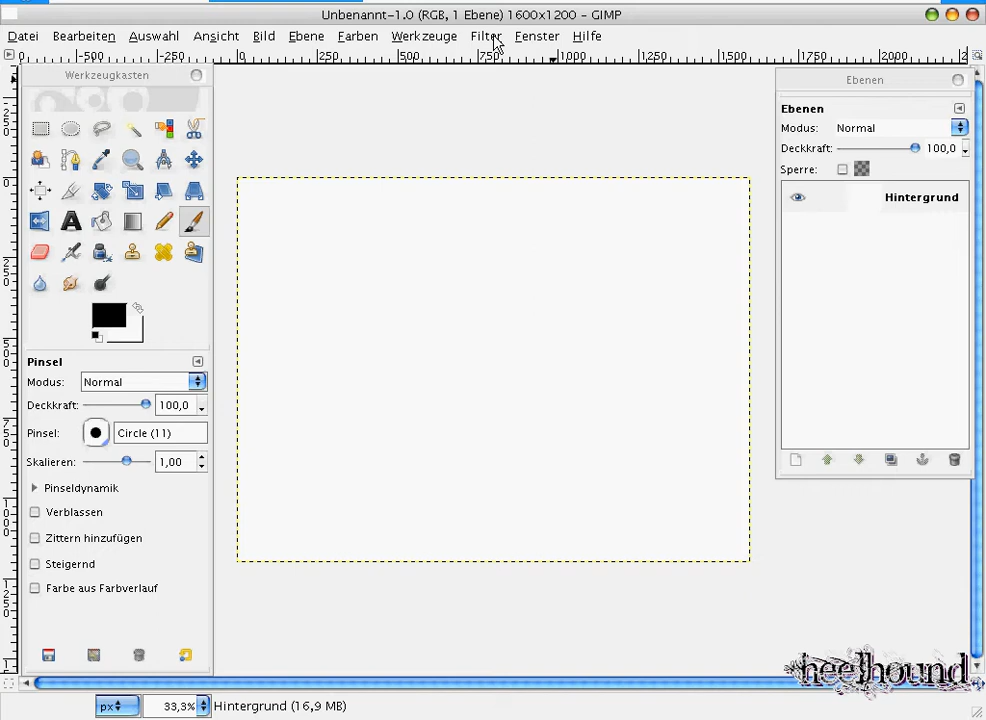 Unbenannt-1.0 (RGB, 1 Ebene) 1600x1200 – GIMP
Datei Bearbeiten Auswahl Ansicht Bild Ebene Farben Werkzeuge Filter Fenster Hilfe
-500 -250 0 250 500 750 1000 1250 1500 1750 2000
Werkzeugkasten
Ebenen
Ebenen
Modus: Normal
Deckkraft: 100,0
Sperre:
Hintergrund
Pinsel
Modus: Normal
Deckkraft: 100,0
Pinsel: Circle (11)
Skalieren: 1,00
Pinseldynamik
Verblassen
Zittern hinzufügen
Steigernd
Farbe aus Farbverlauf
heelhound
px 33,3% Hintergrund (16,9 MB)